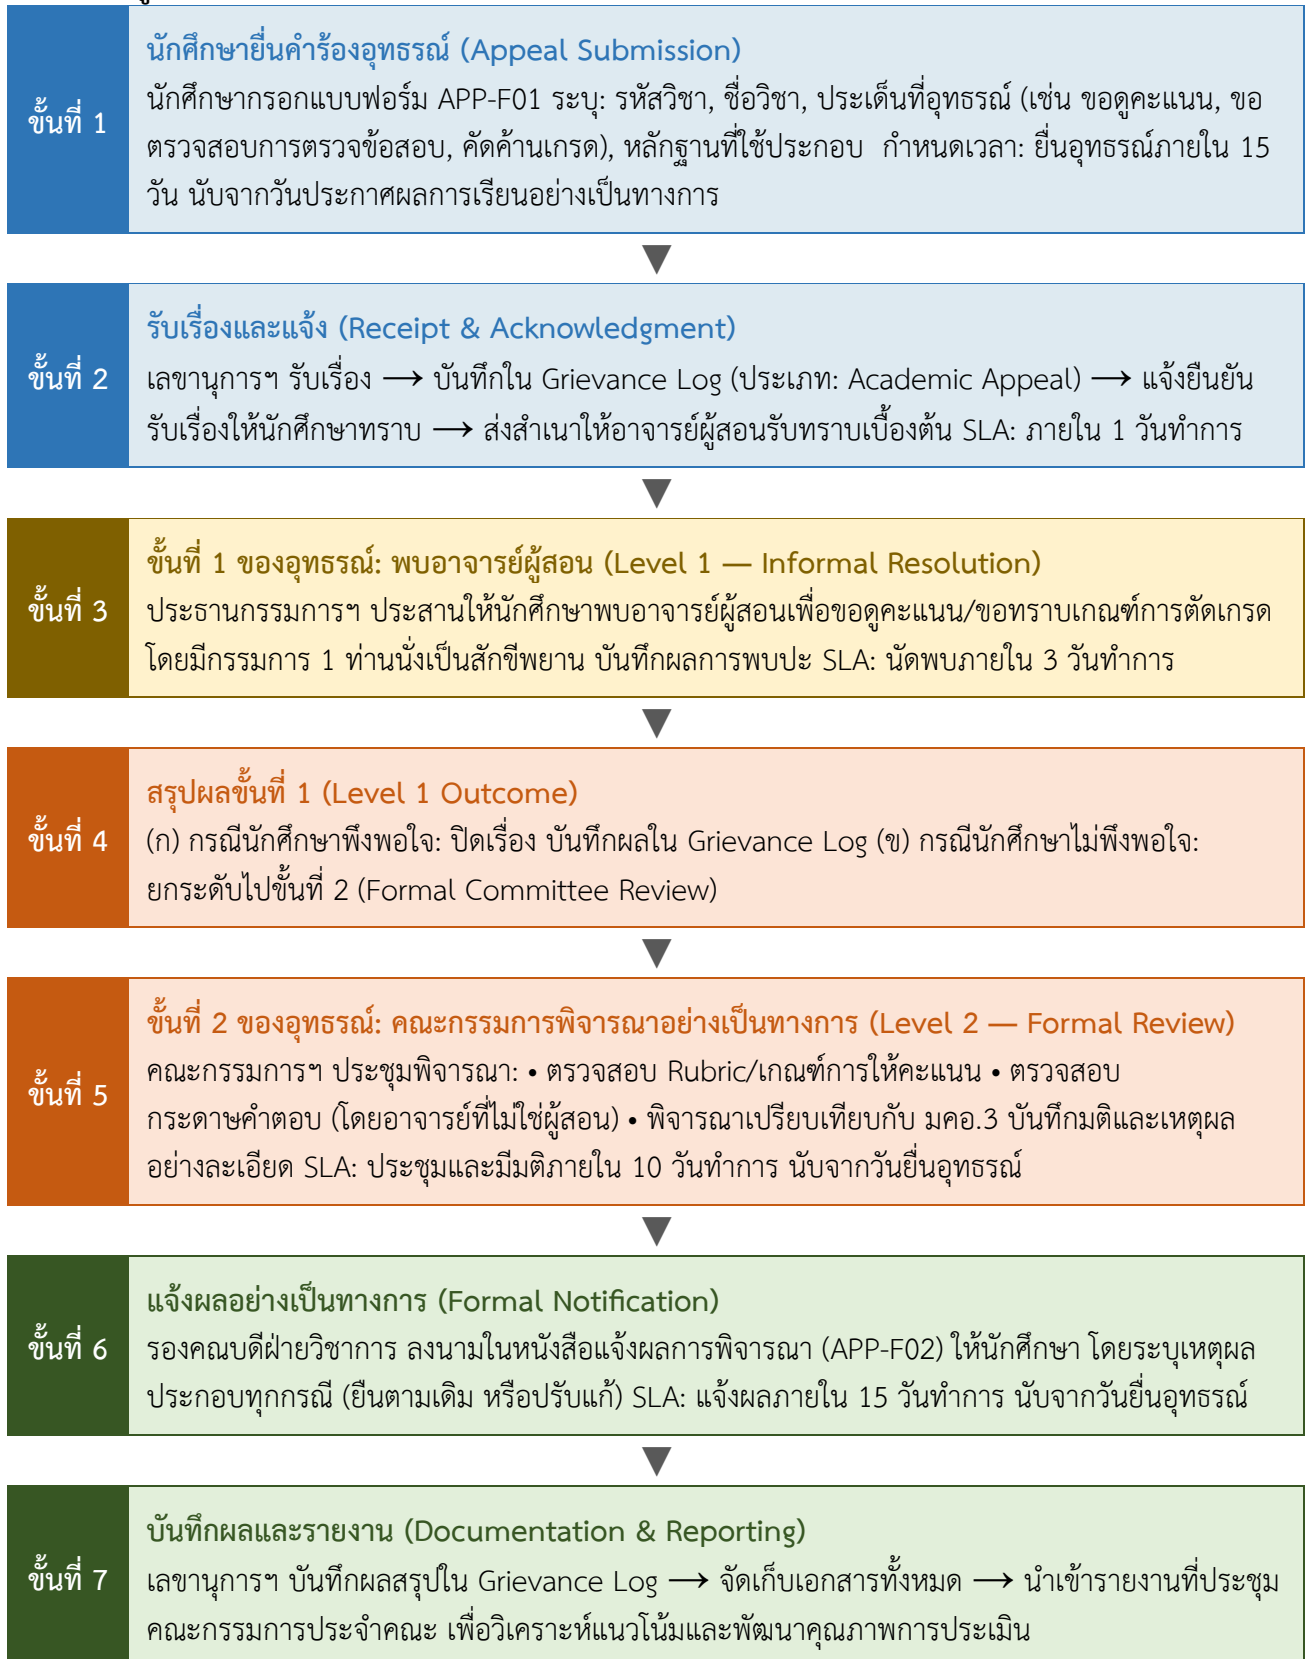 ขั้นที่ 1
นักศึกษายื่นคำร้องอุทธรณ์ (Appeal Submission)
นักศึกษากรอกแบบฟอร์ม APP-F01 ระบุ: รหัสวิชา, ชื่อวิชา, ประเด็นที่อุทธรณ์ (เช่น ขอดูคะแนน, ขอ
ตรวจสอบการตรวจข้อสอบ, คัดค้านเกรด), หลักฐานที่ใช้ประกอบ กำหนดเวลา: ยื่นอุทธรณ์ภายใน 15
วัน นับจากวันประกาศผลการเรียนอย่างเป็นทางการ
ขั้นที่ 2
รับเรื่องและแจ้ง (Receipt & Acknowledgment)
เลขานุการฯ รับเรื่อง ⟶ บันทึกใน Grievance Log (ประเภท: Academic Appeal) ⟶ แจ้งยืนยัน
รับเรื่องให้นักศึกษาทราบ ⟶ ส่งสำเนาให้อาจารย์ผู้สอนรับทราบเบื้องต้น SLA: ภายใน 1 วันทำการ
ขั้นที่ 3
ขั้นที่ 1 ของอุทธรณ์: พบอาจารย์ผู้สอน (Level 1 — Informal Resolution)
ประธานกรรมการฯ ประสานให้นักศึกษาพบอาจารย์ผู้สอนเพื่อขอดูคะแนน/ขอทราบเกณฑ์การตัดเกรด
โดยมีกรรมการ 1 ท่านนั่งเป็นสักขีพยาน บันทึกผลการพบปะ SLA: นัดพบภายใน 3 วันทำการ
ขั้นที่ 4
สรุปผลขั้นที่ 1 (Level 1 Outcome)
(ก) กรณีนักศึกษาพึงพอใจ: ปิดเรื่อง บันทึกผลใน Grievance Log (ข) กรณีนักศึกษาไม่พึงพอใจ:
ยกระดับไปขั้นที่ 2 (Formal Committee Review)
ขั้นที่ 5
ขั้นที่ 2 ของอุทธรณ์: คณะกรรมการพิจารณาอย่างเป็นทางการ (Level 2 — Formal Review)
คณะกรรมการฯ ประชุมพิจารณา: • ตรวจสอบ Rubric/เกณฑ์การให้คะแนน • ตรวจสอบ
กระดาษคำตอบ (โดยอาจารย์ที่ไม่ใช่ผู้สอน) • พิจารณาเปรียบเทียบกับ มคอ.3 บันทึกมติและเหตุผล
อย่างละเอียด SLA: ประชุมและมีมติภายใน 10 วันทำการ นับจากวันยื่นอุทธรณ์
ขั้นที่ 6
แจ้งผลอย่างเป็นทางการ (Formal Notification)
รองคณบดีฝ่ายวิชาการ ลงนามในหนังสือแจ้งผลการพิจารณา (APP-F02) ให้นักศึกษา โดยระบุเหตุผล
ประกอบทุกกรณี (ยืนตามเดิม หรือปรับแก้) SLA: แจ้งผลภายใน 15 วันทำการ นับจากวันยื่นอุทธรณ์
ขั้นที่ 7
บันทึกผลและรายงาน (Documentation & Reporting)
เลขานุการฯ บันทึกผลสรุปใน Grievance Log ⟶ จัดเก็บเอกสารทั้งหมด ⟶ นำเข้ารายงานที่ประชุม
คณะกรรมการประจำคณะ เพื่อวิเคราะห์แนวโน้มและพัฒนาคุณภาพการประเมิน